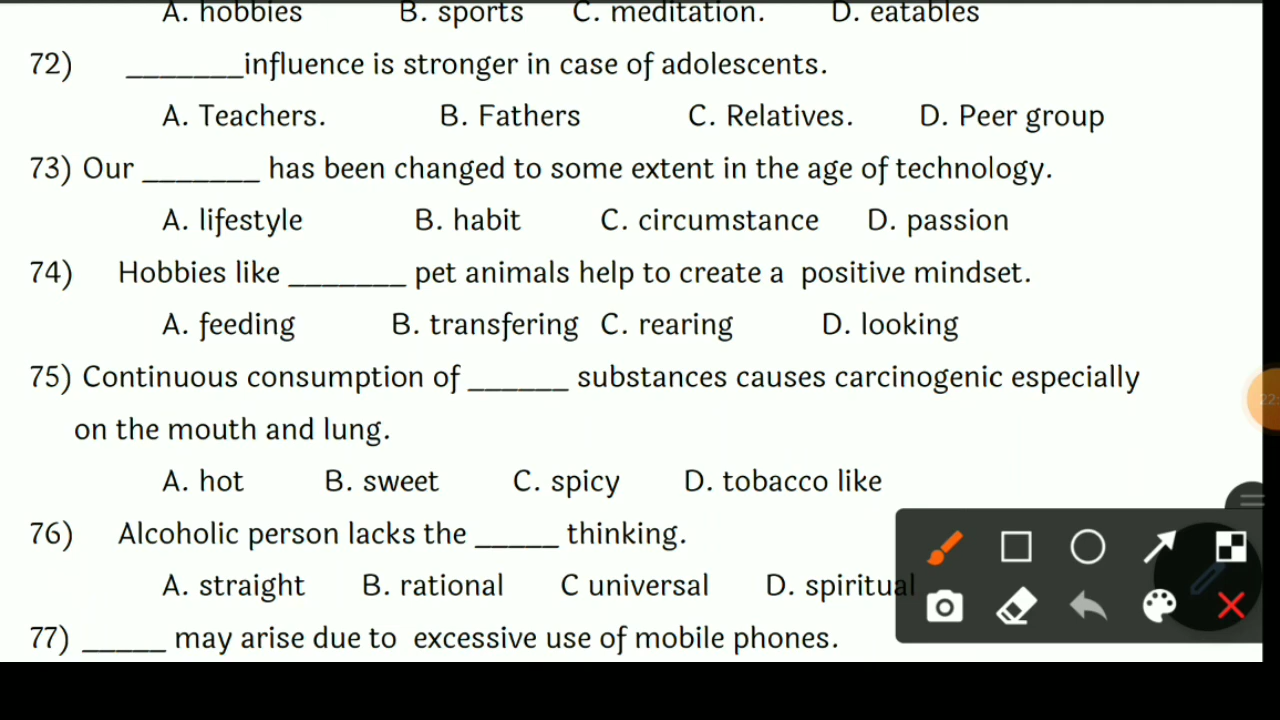 A. hobbies B. sports C. meditation. D. eatables
72) _______influence is stronger in case of adolescents.
A. Teachers. B. Fathers C. Relatives. D. Peer group
73) Our _______ has been changed to some extent in the age of technology.
A. lifestyle B. habit C. circumstance D. passion
74) Hobbies like _______ pet animals help to create a positive mindset.
A. feeding B. transfering C. rearing D. looking
75) Continuous consumption of ______ substances causes carcinogenic especially
on the mouth and lung.
A. hot B. sweet C. spicy D. tobacco like
76) Alcoholic person lacks the _____ thinking.
A. straight B. rational C universal D. spiritual
77) _____ may arise due to excessive use of mobile phones.